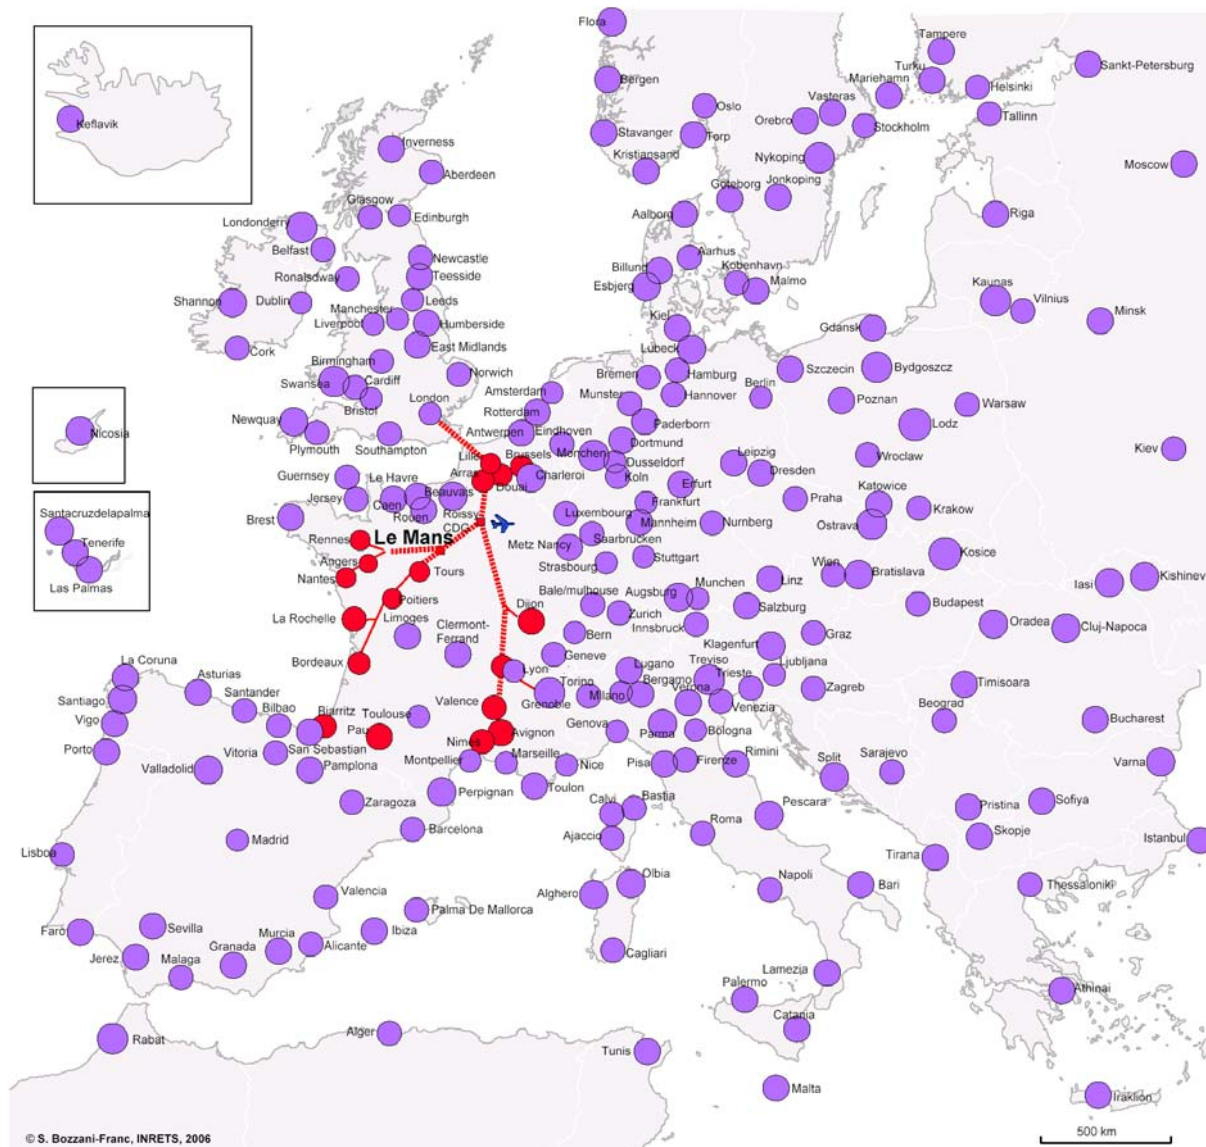 Flora
Tampere
Turku
Sankt-Petersburg
Bergen
Mariehamn
Helsinki
Keflavik
Oslo
Vasteras
Orebro
Tallinn
Stavanger
Torp
Stockholm
Inverness
Kristiansand
Nykoping
Moscow
Aberdeen
Goteborg
Jonkoping
Glasgow
Edinburgh
Aalborg
Riga
Londonderry
Belfast
Newcastle
Aarhus
Ronalsdway
Teesside
Billund
Kobenhavn
Esbjerg
Malmo
Shannon
Dublin
Manchester
Leeds
Kaunas
Vilnius
Minsk
Liverpool
Humberside
Kiel
Gdansk
Cork
East Midlands
Lubeck
Birmingham
Norwich
Bremen
Hamburg
Szczecin
Bydgoszcz
Swansea
Cardiff
Amsterdam
Munster
Hannover
Berlin
Bristol
London
Rotterdam
Poznan
Warsaw
Newquay
Paderborn
Lodz
Nicosia
Plymouth
Southampton
Antwerpen
Eindhoven
Dortmund
Kiev
Lille
Brussels
Monchen
Dusseldorf
Leipzig
Wroclaw
Guernsey
Le Havre
Arras
Charleroi
Koln
Dresden
Douai
Erfurt
Jersey
Caen
Beauvais
Praha
Katowice
Santacruzdelapalma
Brest
Rouen
Roissy
CDG
Luxembourg
Frankfurt
Krakow
Mannheim
Nurnberg
Ostrava
Rennes
Le Mans
Saarbrucken
Tenerife
Metz Nancy
Stuttgart
Kosice
Angers
Strasbourg
Wien
Bratislava
Las Palmas
Nantes
Tours
Munchen
Linz
Iasi
Kishinev
Poitiers
Bale/mulhouse
Augsburg
Salzburg
Budapest
La Rochelle
Limoges
Dijon
Zurich
Innsbruck
Oradea
Cluj-Napoca
Clermont-
Ferrand
Bern
Klagenfurt
Graz
La Coruna
Bordeaux
Geneve
Lugano
Treviso
Ljubljana
Asturias
Lyon
Bergamo
Trieste
Timisoara
Santiago
Santander
Torino
Milano
Verona
Zagreb
Vigo
Bilbao
Biarritz
Toulouse
Valence
Grenoble
Venezia
Beograd
Bucharest
Pau
Genova
Parma
Bologna
Porto
Vitoria
San Sebastian
Nimes
Avignon
Valladolid
Pamplona
Montpellier
Marseille
Nice
Pisa
Firenze
Rimini
Split
Sarajevo
Varna
Perpignan
Toulon
Zaragoza
Calvi
Bastia
Pescara
Pristina
Sofiya
Madrid
Barcelona
Ajaccio
Roma
Skopje
Istanbul
Lisboa
Tirana
Valencia
Olbia
Napoli
Bari
Thessaloniki
Palma De Mallorca
Alghero
Faro
Sevilla
Murcia
Ibiza
Jerez
Granada
Alicante
Cagliari
Malaga
Lamezia
Palermo
Athinai
Catania
Rabat
Alger
Tunis
Malta
Iraklion
500 km
© S. Bozzani-Franc, INRETS, 2006